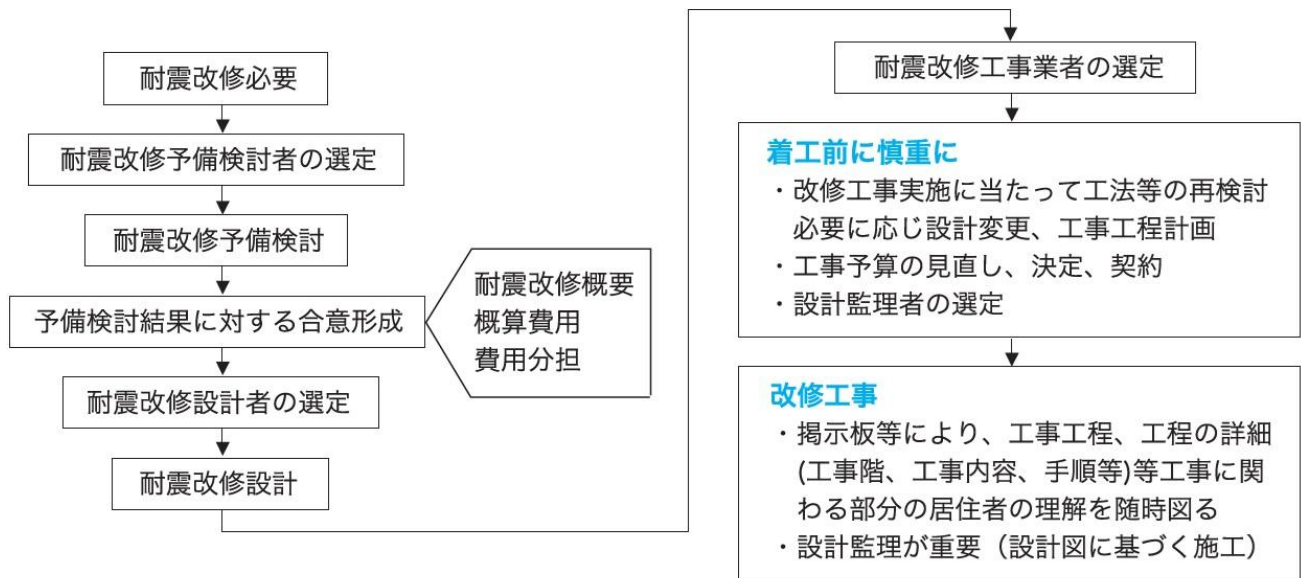 耐震改修必要
耐震改修予備検討者の選定
耐震改修予備検討
予備検討結果に対する合意形成
耐震改修概要
概算費用
費用分担
耐震改修設計者の選定
耐震改修設計
耐震改修工事業者の選定
着工前に慎重に
・改修工事実施に当たって工法等の再検討
必要に応じ設計変更、工事工程計画
・工事予算の見直し、決定、契約
・設計監理者の選定
改修工事
・掲示板等により、工事工程、工程の詳細
(工事階、工事内容、手順等)等工事に関
わる部分の居住者の理解を随時図る
・設計監理が重要（設計図に基づく施工）